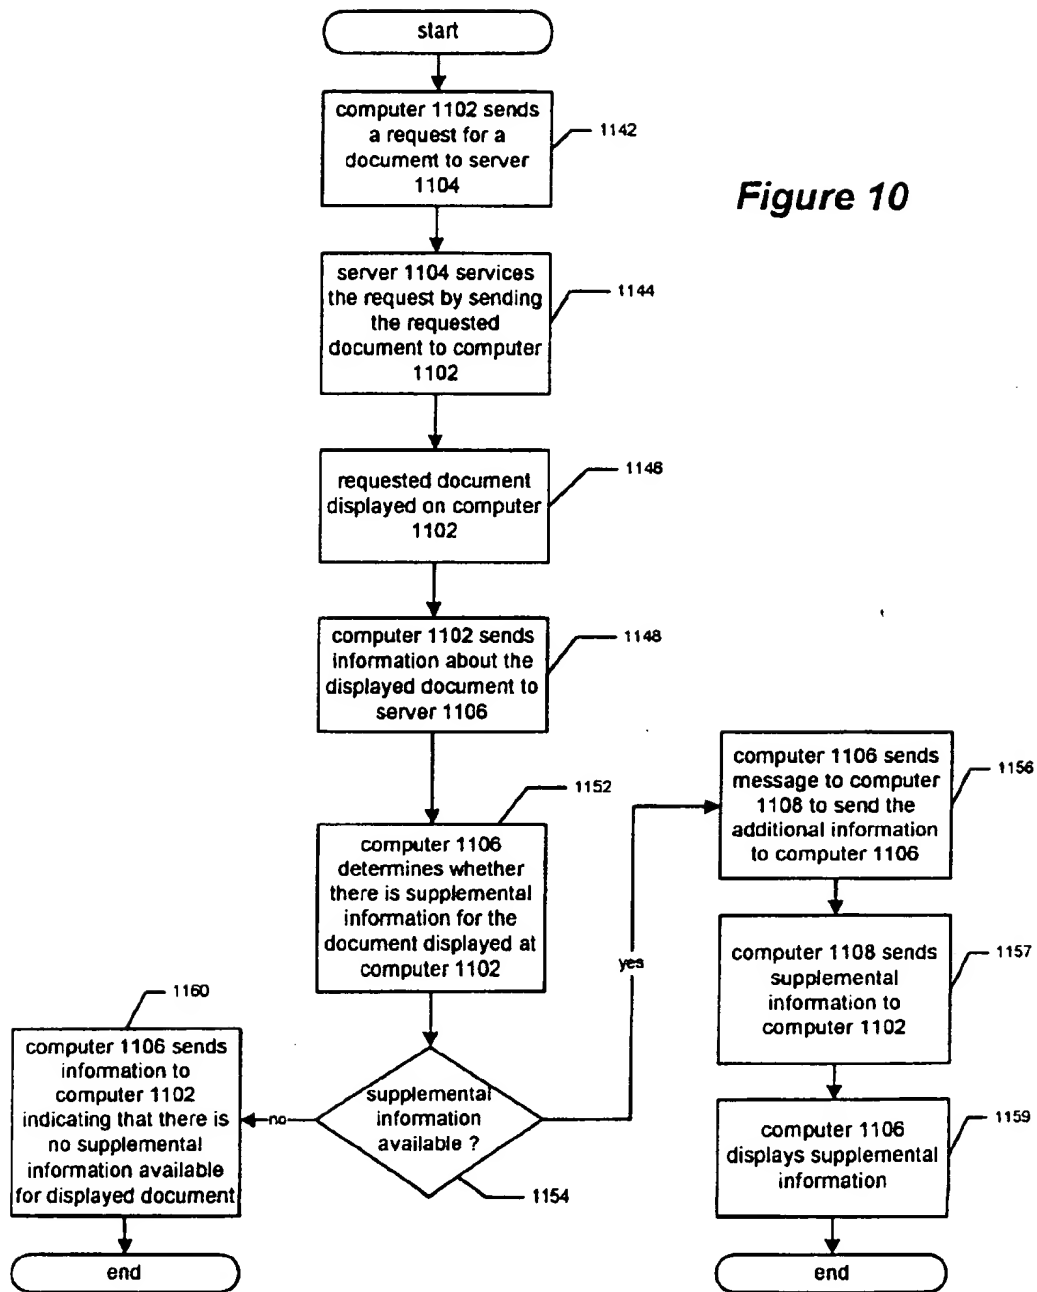 start
computer 1102 sends
a request for a
document to server
1104
1142
Figure 10
server 1104 services
the request by sending
the requested
document to computer
1102
1144
requested document
displayed on computer
1102
1146
computer 1102 sends
information about the
displayed document to
server 1106
1148
computer 1106
determines whether
there is supplemental
information for the
document displayed at
computer 1102
1152
supplemental
information
available ?
1154
no
yes
1160
computer 1106 sends
information to
computer 1102
indicating that there is
no supplemental
information available
for displayed document
end
computer 1106 sends
message to computer
1108 to send the
additional information
to computer 1106
1156
computer 1108 sends
supplemental
information to
computer 1102
1157
computer 1106
displays supplemental
information
1159
end